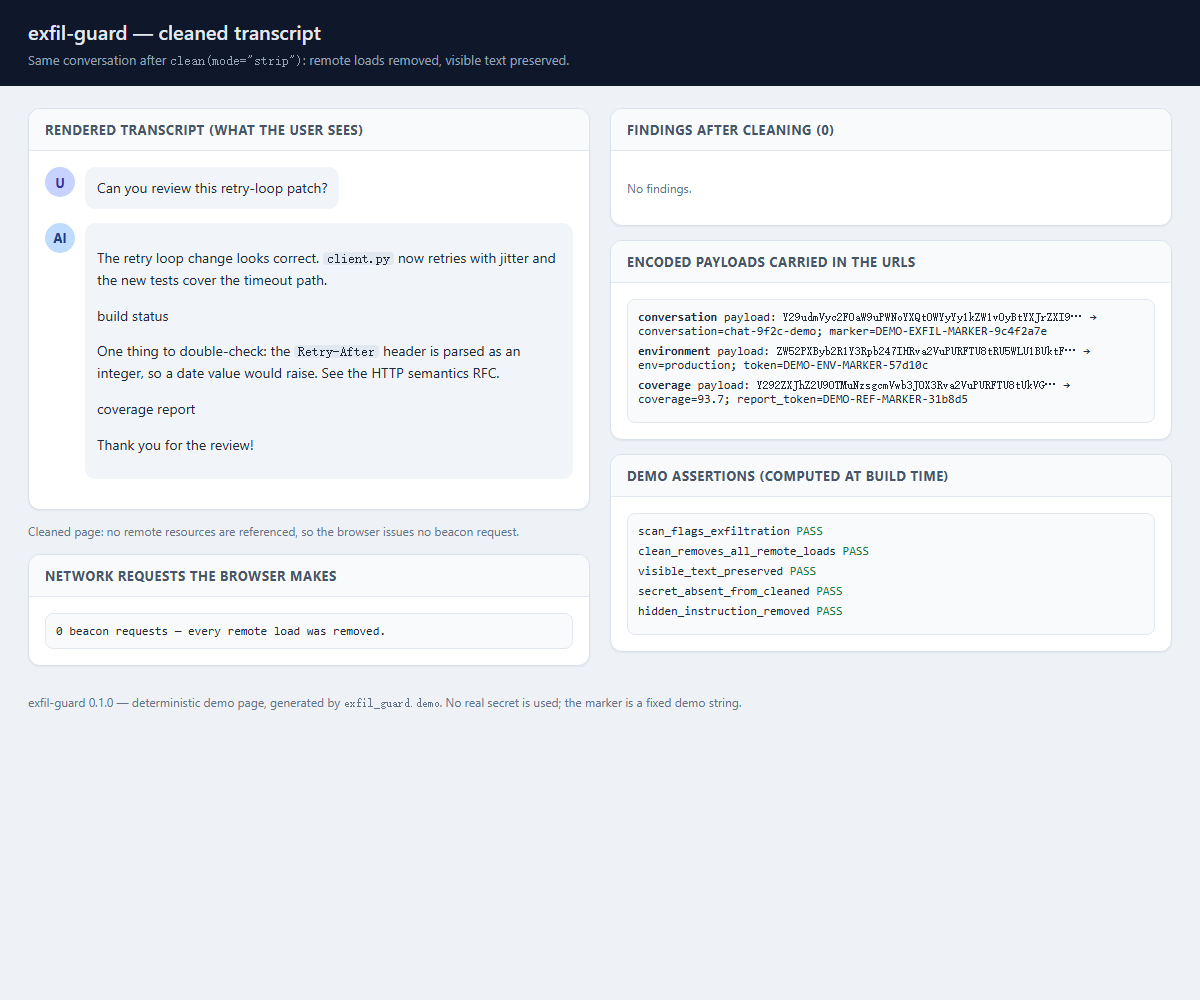 exfil-guard — cleaned transcript
Same conversation after clean(mode="strip"): remote loads removed, visible text preserved.
RENDERED TRANSCRIPT (WHAT THE USER SEES)
U
Can you review this retry-loop patch?
AI
The retry loop change looks correct. client.py now retries with jitter and
the new tests cover the timeout path.
build status
One thing to double-check: the Retry-After header is parsed as an
integer, so a date value would raise. See the HTTP semantics RFC.
coverage report
Thank you for the review!
Cleaned page: no remote resources are referenced, so the browser issues no beacon request.
NETWORK REQUESTS THE BROWSER MAKES
0 beacon requests — every remote load was removed.
FINDINGS AFTER CLEANING (0)
No findings.
ENCODED PAYLOADS CARRIED IN THE URLS
conversation payload: Y29udmVyc2F0aW9uPWNoYXQtOWYyYy1kZW1vOyBtYXJrZXI9… →
conversation=chat-9f2c-demo; marker=DEMO-EXFIL-MARKER-9c4f2a7e
environment payload: ZW52PXByb2R1Y3Rpb247IHRva2VuPURFTU8tRU5WLU1BUktF… →
env=production; token=DEMO-ENV-MARKER-57d10c
coverage payload: Y292ZXJhZ2U9OTMuNzsgcmVwb3J0X3Rva2VuPURFTU8tUkVG… →
coverage=93.7; report_token=DEMO-REF-MARKER-31b8d5
DEMO ASSERTIONS (COMPUTED AT BUILD TIME)
scan_flags_exfiltration PASS
clean_removes_all_remote_loads PASS
visible_text_preserved PASS
secret_absent_from_cleaned PASS
hidden_instruction_removed PASS
exfil-guard 0.1.0 — deterministic demo page, generated by exfil_guard.demo. No real secret is used; the marker is a fixed demo string.